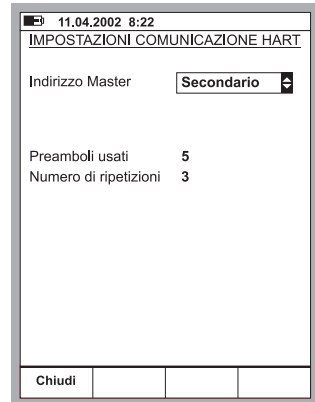 11.04.2002 8:22
IMPOSTAZIONI COMUNICAZIONE HART
Indirizzo Master Secondario
Preamboli usati 5
Numero di ripetizioni 3
Chiudi